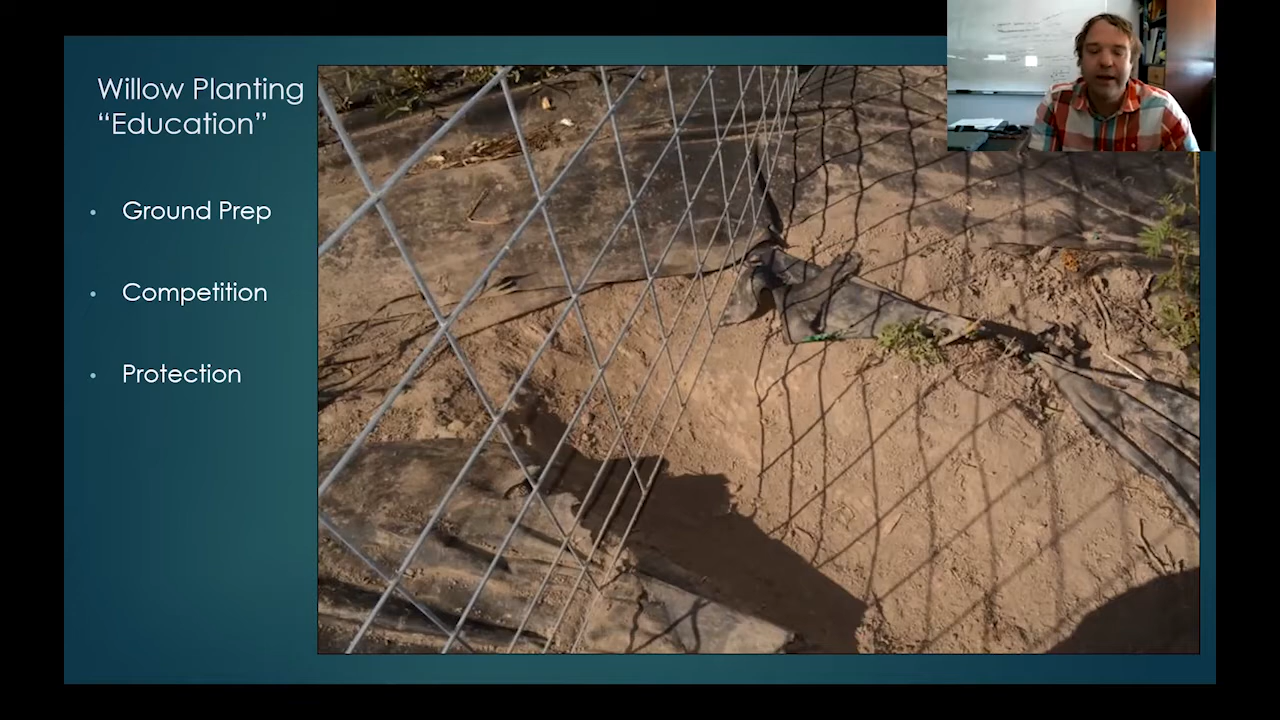 Willow Planting
“Education”
• Ground Prep
• Competition
• Protection